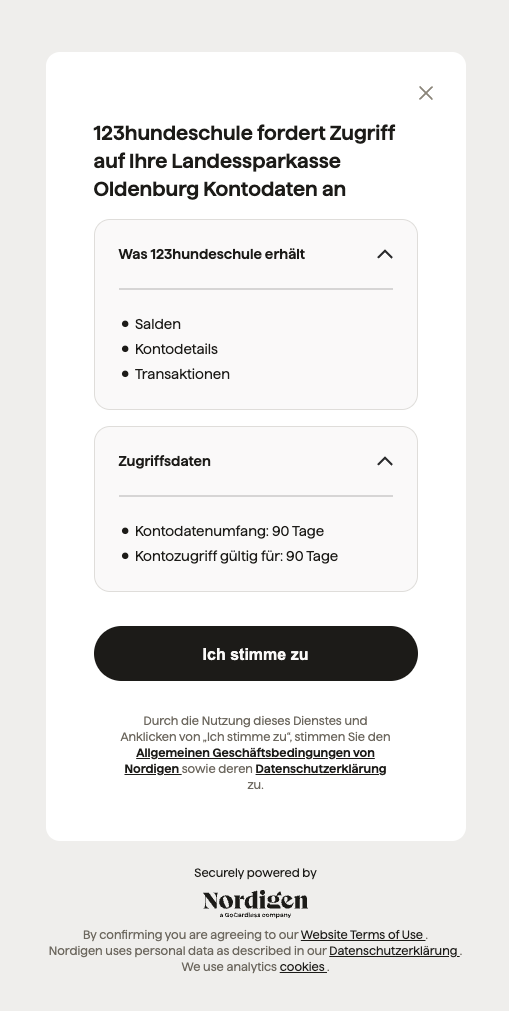 123hundeschule fordert Zugriff
auf Ihre Landessparkasse
Oldenburg Kontodaten an
Was 123hundeschule erhält
Salden
Kontodetails
Transaktionen
Zugriffsdaten
Kontodatenumfang: 90 Tage
Kontozugriff gültig für: 90 Tage
Ich stimme zu
Durch die Nutzung dieses Dienstes und
Anklicken von „Ich stimme zu“, stimmen Sie den
Allgemeinen Geschäftsbedingungen von
Nordigen sowie deren Datenschutzerklärung
zu.
Securely powered by
Nordigen
a GoCardless company
By confirming you are agreeing to our Website Terms of Use .
Nordigen uses personal data as described in our Datenschutzerklärung .
We use analytics cookies .